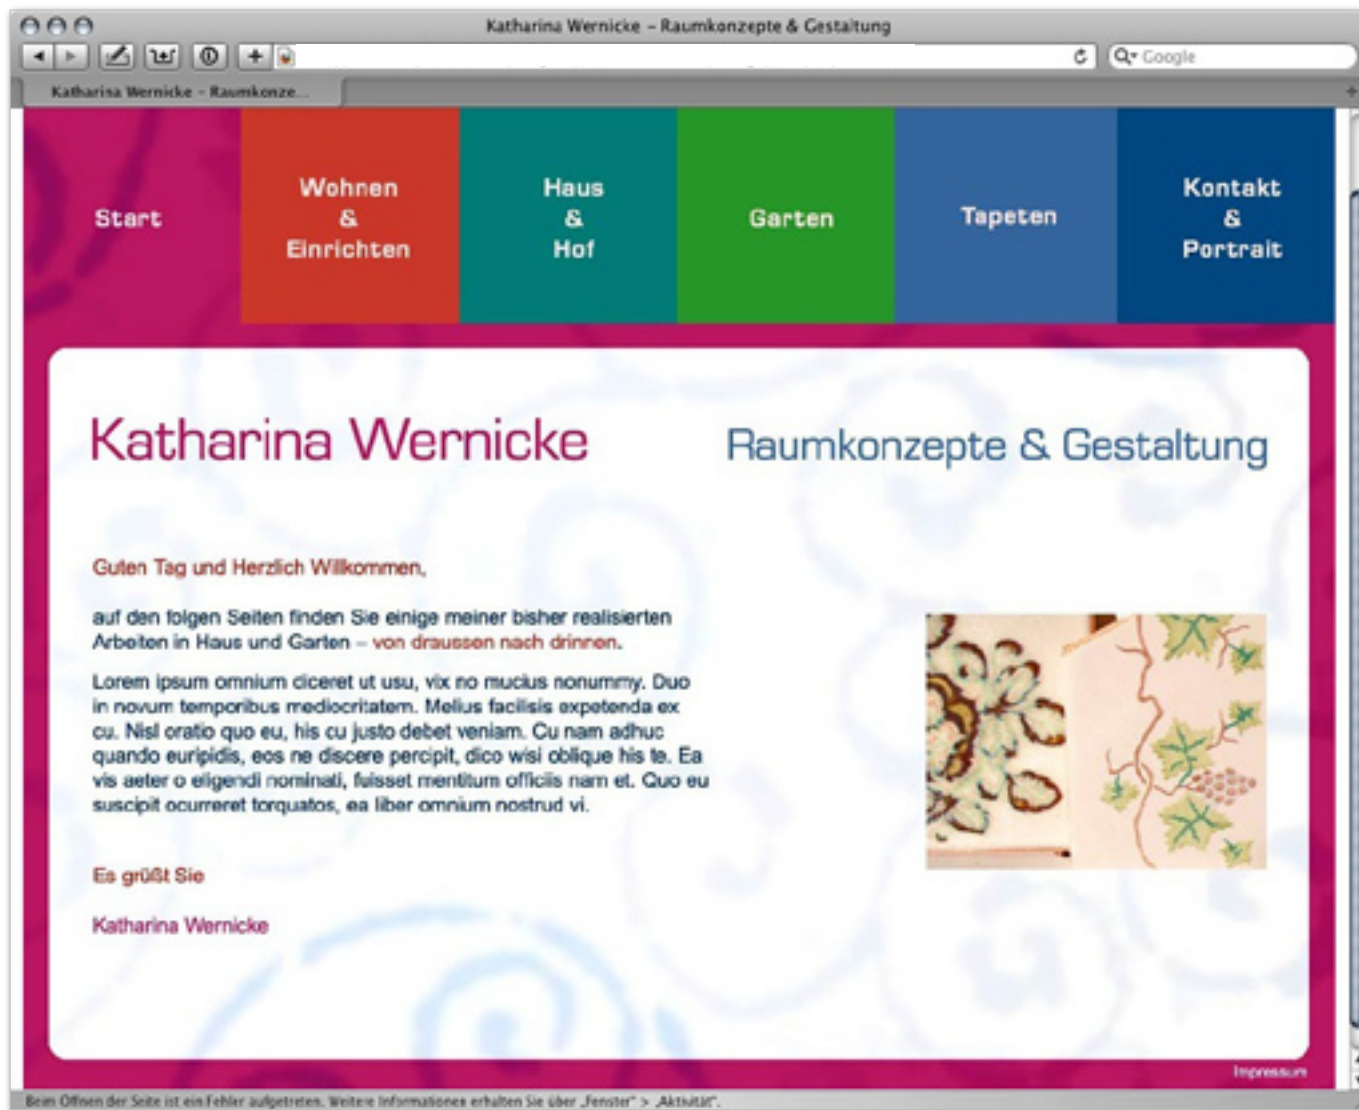 Katharina Wernicke – Raumkonzepte & Gestaltung
Google
Katharina Wernicke – Raumkonze...
Start
Wohnen
&
Einrichten
Haus
&
Hof
Garten
Tapeten
Kontakt
&
Portrait
Katharina Wernicke
Raumkonzepte & Gestaltung
Guten Tag und Herzlich Willkommen,
auf den folgen Seiten finden Sie einige meiner bisher realisierten
Arbeiten in Haus und Garten – von draussen nach drinnen.
Lorem ipsum omnium diceret ut usu, vix no mucius nonummy. Duo
in novum temporibus mediocritatem. Melius facilisis expetenda ex
cu. Nisl oratio quo eu, his cu justo debet veniam. Cu nam adhuc
quando euripidis, eos ne discere percipit, dico wisi oblique his te. Ea
vis aeter o eligendi nominati, fuisset mentitum officiis nam et. Quo eu
suscipit ocurreret torquatos, ea liber omnium nostrud vi.
Es grüßt Sie
Katharina Wernicke
Impressum
Beim Öffnen der Seite ist ein Fehler aufgetreten. Weitere Informationen erhalten Sie über „Fenster“ > „Aktivität“.